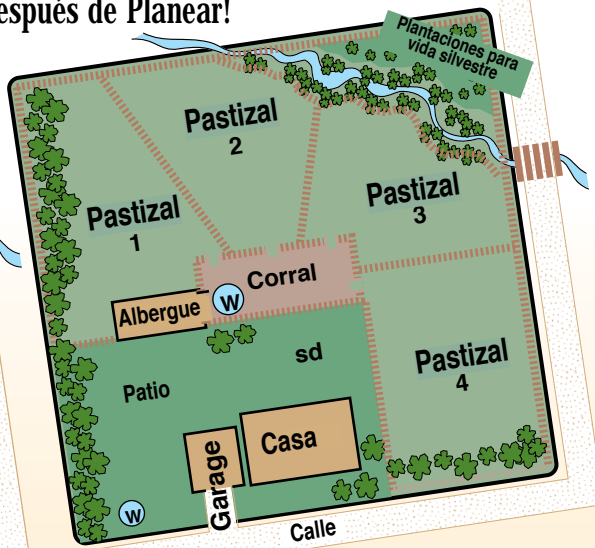 espués de Planear!
Plantaciones para
vida silvestre
Pastizal
2
Pastizal
3
Pastizal
1
Corral
W
Albergue
sd
Pastizal
4
Patio
Casa
Garage
W
Calle